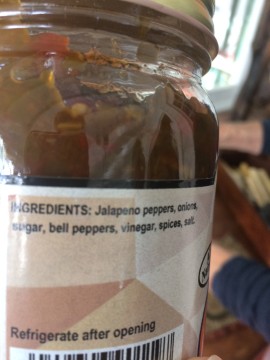 INGREDIENTS: Jalapeno peppers, onions,
sugar, bell peppers, vinegar, spices, salt.
Refrigerate after opening